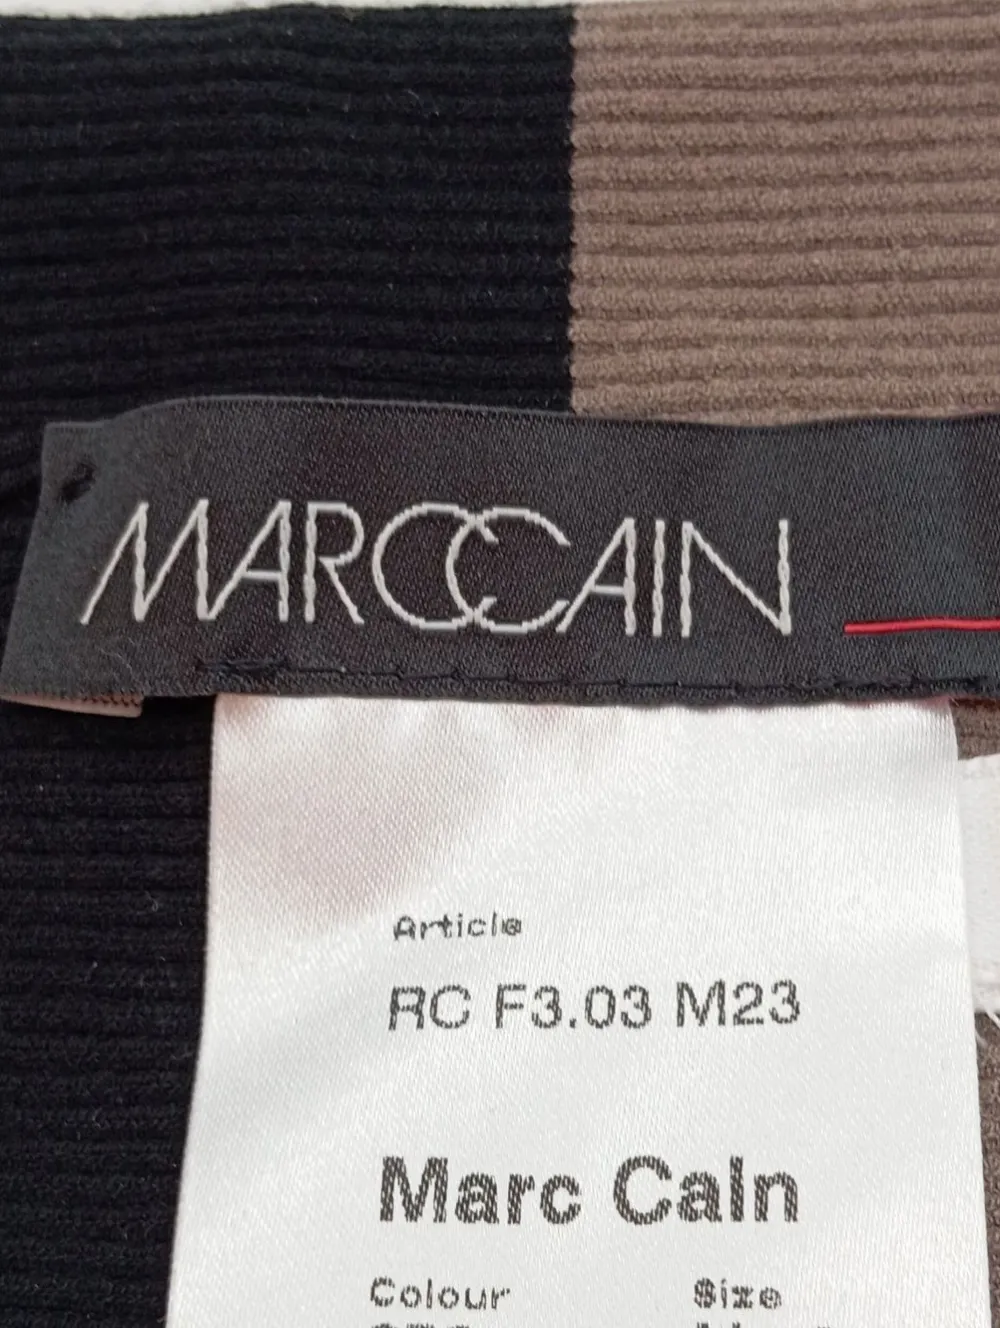 MARCCAIN
Article
RC F3.03 M23
Marc Cain
Colour Size